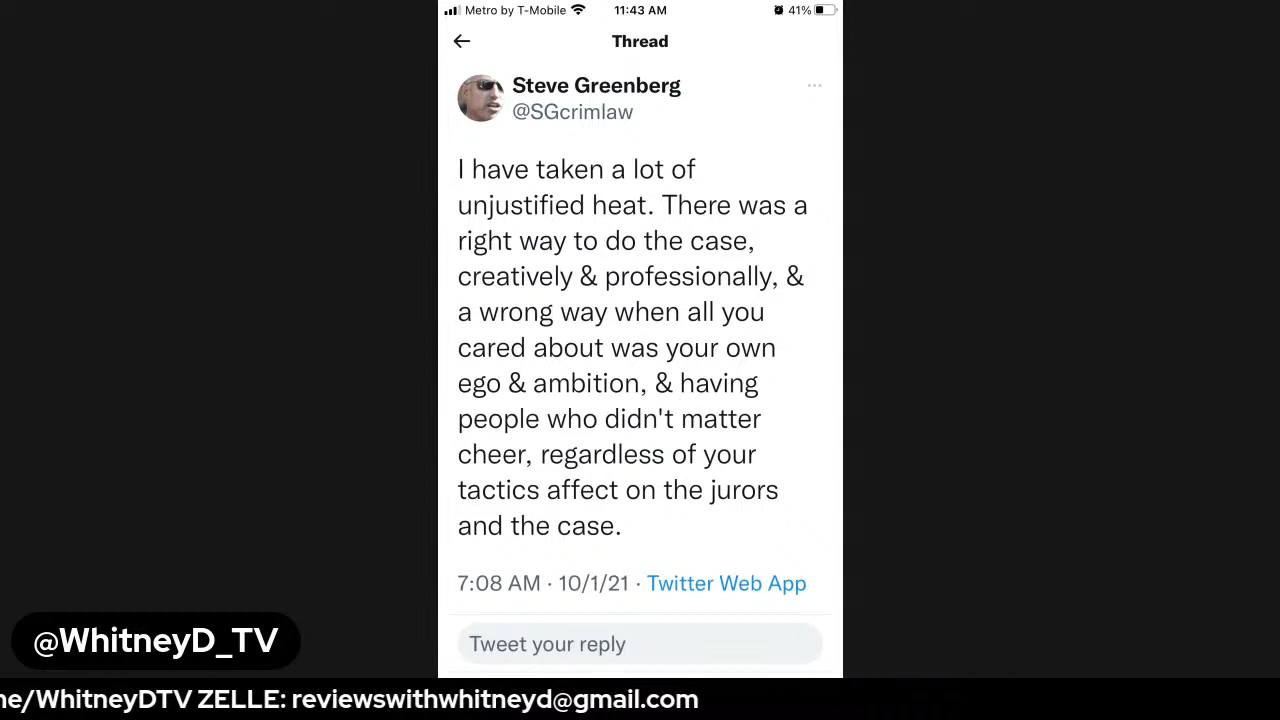 Metro by T-Mobile 11:43 AM 41%
Thread
Steve Greenberg
@SGcrimlaw
I have taken a lot of
unjustified heat. There was a
right way to do the case,
creatively & professionally, &
a wrong way when all you
cared about was your own
ego & ambition, & having
people who didn't matter
cheer, regardless of your
tactics affect on the jurors
and the case.
7:08 AM · 10/1/21 · Twitter Web App
Tweet your reply
@WhitneyD_TV
me/WhitneyDTV ZELLE: reviewswithwhitneyd@gmail.com